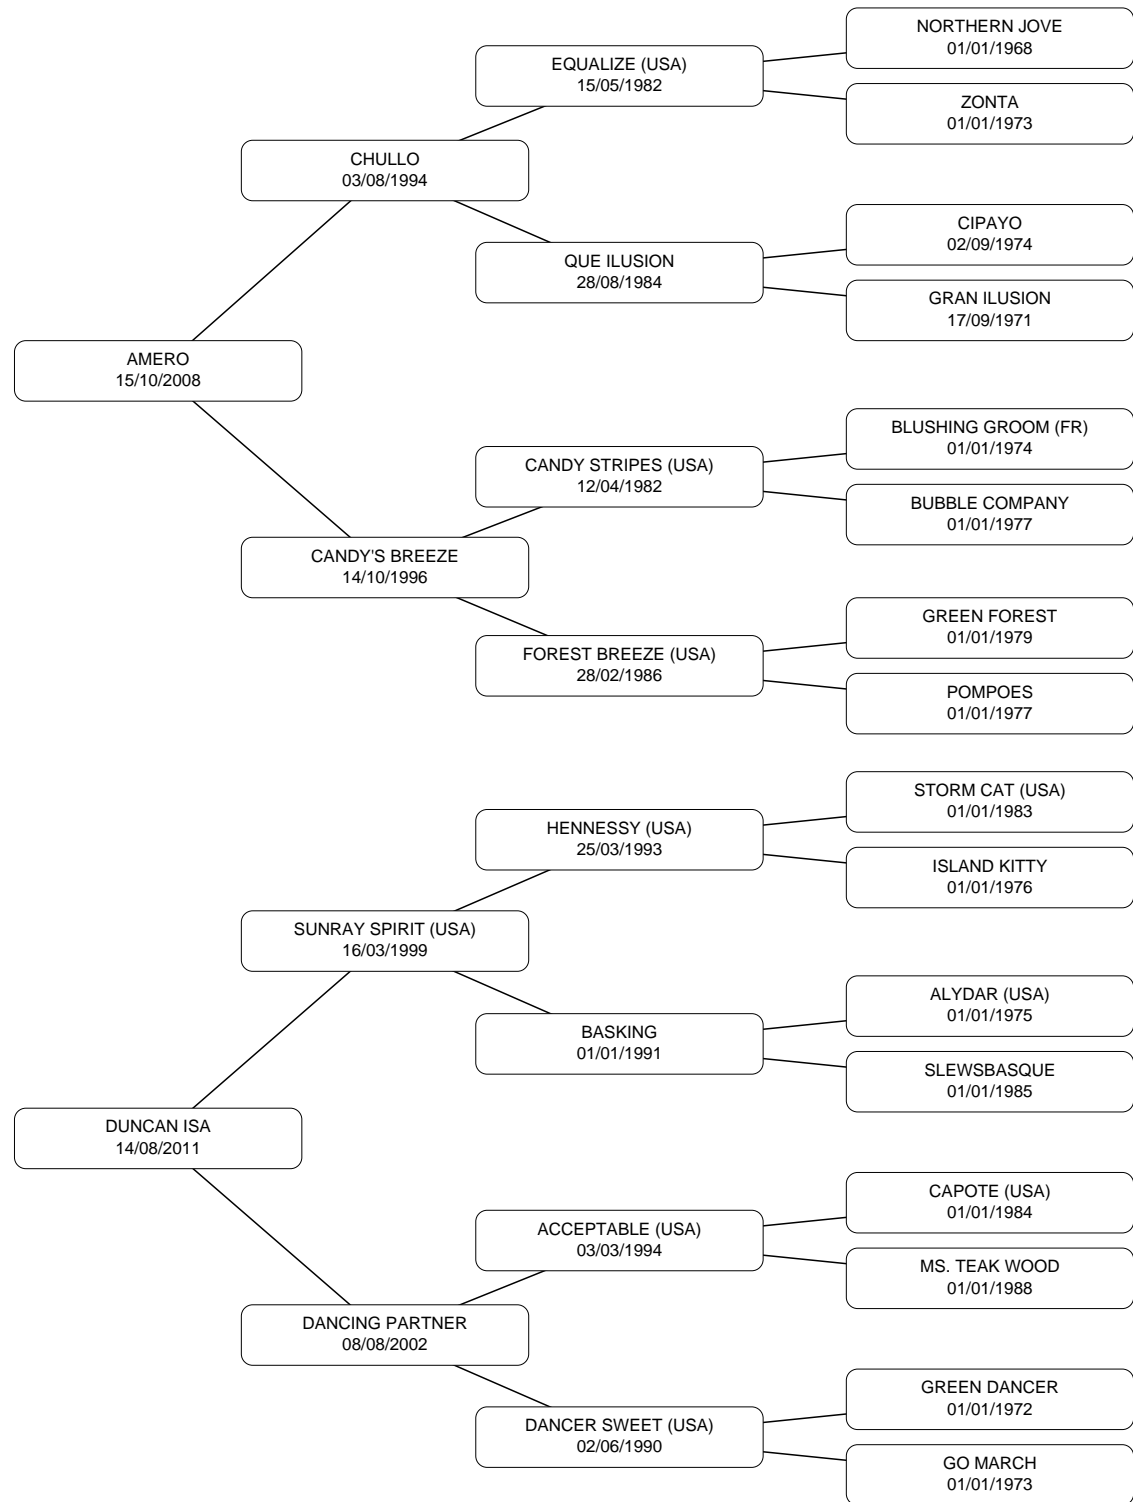 NORTHERN JOVE
01/01/1968
EQUALIZE (USA)
15/05/1982
ZONTA
01/01/1973
CHULLO
03/08/1994
CIPAYO
02/09/1974
QUE ILUSION
28/08/1984
GRAN ILUSION
17/09/1971
AMERO
15/10/2008
BLUSHING GROOM (FR)
01/01/1974
CANDY STRIPES (USA)
12/04/1982
BUBBLE COMPANY
01/01/1977
CANDY'S BREEZE
14/10/1996
GREEN FOREST
01/01/1979
FOREST BREEZE (USA)
28/02/1986
POMPOES
01/01/1977
STORM CAT (USA)
01/01/1983
HENNESSY (USA)
25/03/1993
ISLAND KITTY
01/01/1976
SUNRAY SPIRIT (USA)
16/03/1999
ALYDAR (USA)
01/01/1975
BASKING
01/01/1991
SLEWSBASQUE
01/01/1985
DUNCAN ISA
14/08/2011
CAPOTE (USA)
01/01/1984
ACCEPTABLE (USA)
03/03/1994
MS. TEAK WOOD
01/01/1988
DANCING PARTNER
08/08/2002
GREEN DANCER
01/01/1972
DANCER SWEET (USA)
02/06/1990
GO MARCH
01/01/1973